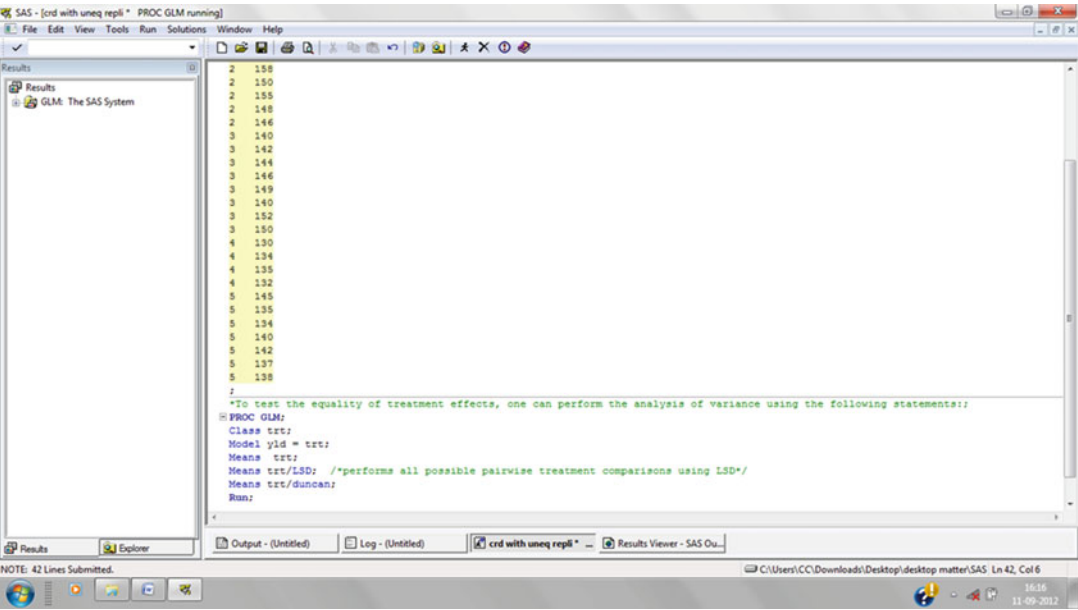 SAS - [crd with uneq repli * PROC GLM running]
File Edit View Tools Run Solutions Window Help
Results
Results
GLM: The SAS System
2 158
2 150
2 155
2 148
2 146
3 140
3 142
3 144
3 146
3 149
3 140
3 152
3 150
4 130
4 134
4 135
4 132
5 145
5 135
5 134
5 140
5 142
5 137
5 138
;
*To test the equality of treatment effects, one can perform the analysis of variance using the following statements:;
PROC GLM;
Class trt;
Model yld = trt;
Means trt;
Means trt/LSD; /*performs all possible pairwise treatment comparisons using LSD*/
Means trt/duncan;
Run;
Results Explorer
Output - (Untitled) Log - (Untitled) crd with uneq repli * ... Results Viewer - SAS Ou...
NOTE: 42 Lines Submitted. C:\Users\CC\Downloads\Desktop\desktop matter\SAS Ln 42, Col 6
16:16
11-09-2012